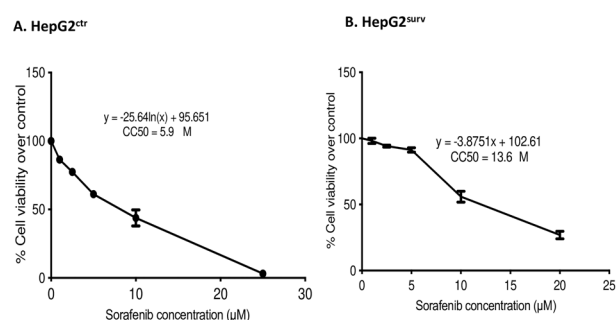 A. HepG2ctr
150
100
50
0
0
10
20
30
% Cell viability over control
y = -25.64ln(x) + 95.651
CC50 = 5.9 M
Sorafenib concentration (µM)
B. HepG2surv
150
100
50
0
0
5
10
15
20
25
% Cell viability over control
y = -3.8751x + 102.61
CC50 = 13.6 M
Sorafenib concentration (µM)